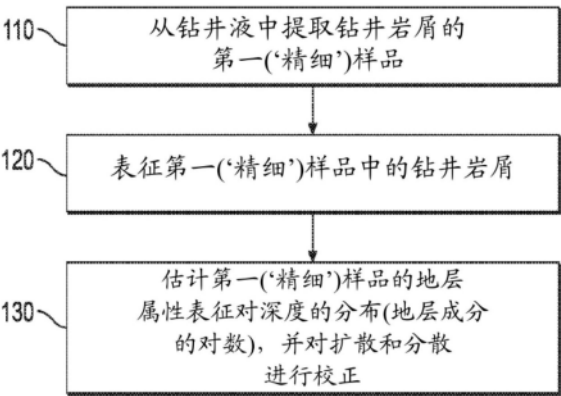 110
从钻井液中提取钻井岩屑的
第一(‘精细’)样品
120
表征第一(‘精细’)样品中的钻井岩屑
130
估计第一(‘精细’)样品的地层
属性表征对深度的分布(地层成分
的对数)，并对扩散和分散
进行校正